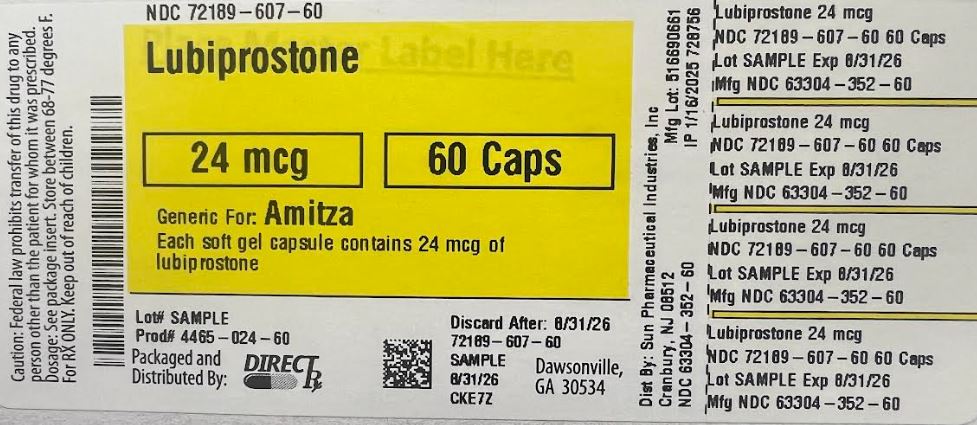 Caution: Federal law prohibits transfer of this drug to any
person other than the patient for whom it was prescribed.
Dosage: See package insert. Store between 68-77 degrees F.
For RX ONLY. Keep out of reach of children.
NDC 72189-607-60
Place Master Label Here
Lubiprostone
24 mcg
60 Caps
Generic For: Amitza
Each soft gel capsule contains 24 mcg of
lubiprostone
Lot# SAMPLE
Prod# 4465-024-60
Packaged and
Distributed By:
DIRECT Rx
Discard After: 8/31/26
72189-607-60
SAMPLE
8/31/26
CKE7Z
Dawsonville,
GA 30534
Dist By: Sun Pharmaceutical Industries, Inc
Cranbury, NJ 08512
NDC 63304-352-60
Mfg Lot: 516690661
IP 1/16/2025 728756
Lubiprostone 24 mcg
NDC 72189-607-60 60 Caps
Lot SAMPLE Exp 8/31/26
Mfg NDC 63304-352-60
Lubiprostone 24 mcg
NDC 72189-607-60 60 Caps
Lot SAMPLE Exp 8/31/26
Mfg NDC 63304-352-60
Lubiprostone 24 mcg
NDC 72189-607-60 60 Caps
Lot SAMPLE Exp 8/31/26
Mfg NDC 63304-352-60
Lubiprostone 24 mcg
NDC 72189-607-60 60 Caps
Lot SAMPLE Exp 8/31/26
Mfg NDC 63304-352-60